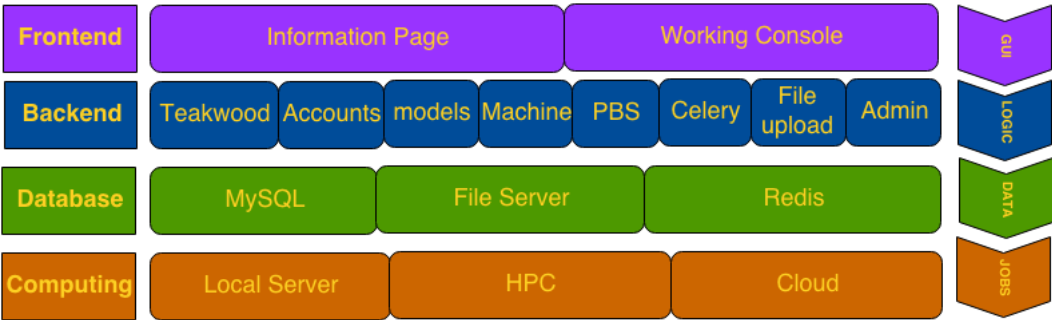 Frontend
Information Page
Working Console
GUI
Backend
Teakwood
Accounts
models
Machine
PBS
Celery
File
upload
Admin
LOGIC
Database
MySQL
File Server
Redis
DATA
Computing
Local Server
HPC
Cloud
JOBS